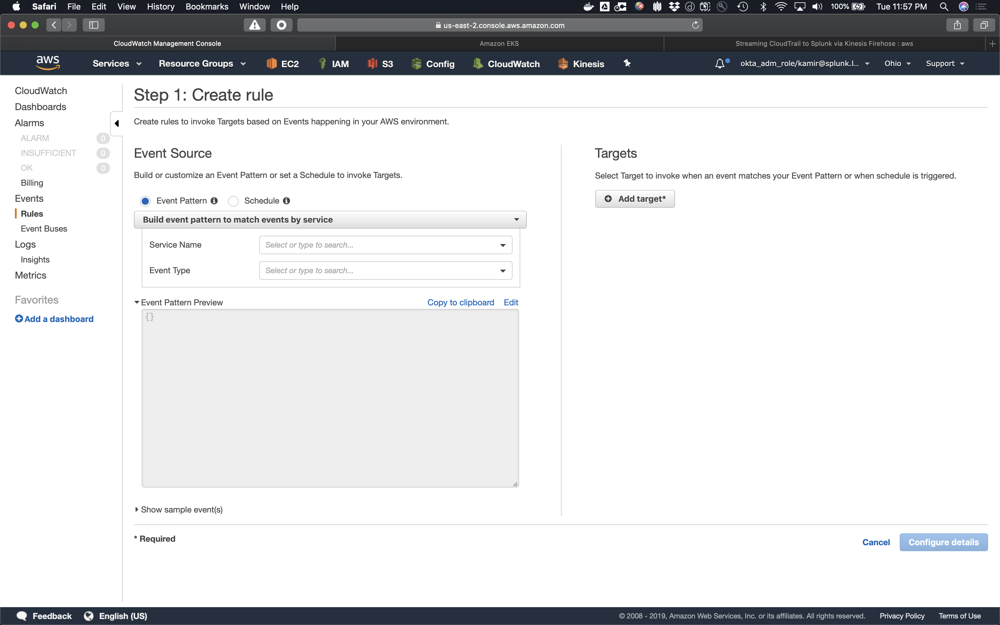 Safari File Edit View History Bookmarks Window Help 100% Tue 11:57 PM
us-east-2.console.aws.amazon.com
CloudWatch Management Console Amazon EKS Streaming CloudTrail to Splunk via Kinesis Firehose : aws
aws Services Resource Groups EC2 IAM S3 Config CloudWatch Kinesis okta_adm_role/kamir@splunk.l... Ohio Support
CloudWatch
Dashboards
Alarms
ALARM 0
INSUFFICIENT 0
OK 0
Billing
Events
Rules
Event Buses
Logs
Insights
Metrics
Favorites
Add a dashboard
Step 1: Create rule
Create rules to invoke Targets based on Events happening in your AWS environment.
Event Source
Build or customize an Event Pattern or set a Schedule to invoke Targets.
Event Pattern Schedule
Build event pattern to match events by service
Service Name Select or type to search...
Event Type Select or type to search...
Event Pattern Preview Copy to clipboard Edit
{}
Show sample event(s)
Targets
Select Target to invoke when an event matches your Event Pattern or when schedule is triggered.
Add target*
* Required
Cancel Configure details
Feedback English (US) © 2008 - 2019, Amazon Web Services, Inc. or its affiliates. All rights reserved. Privacy Policy Terms of Use